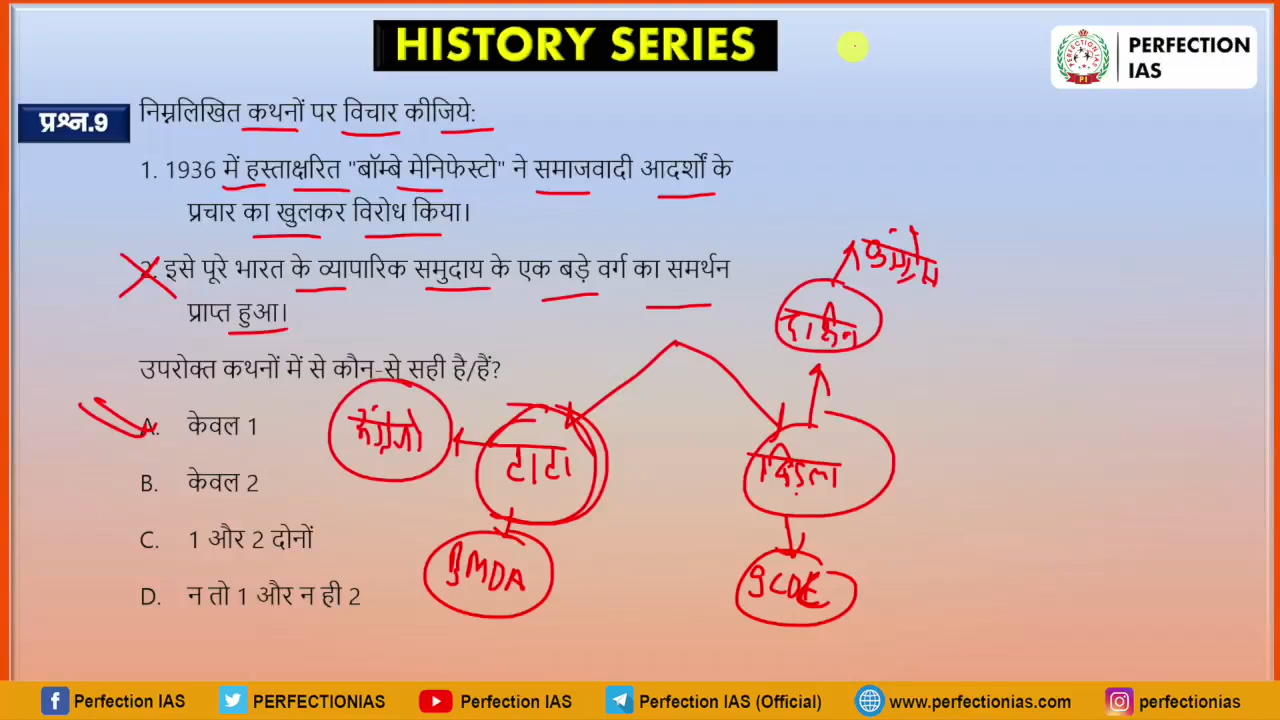 HISTORY SERIES
PERFECTION
IAS
प्रश्न.9
निम्नलिखित कथनों पर विचार कीजिये:
1. 1936 में हस्ताक्षरित "बॉम्बे मेनिफेस्टो" ने समाजवादी आदर्शों के
प्रचार का खुलकर विरोध किया।
2. इसे पूरे भारत के व्यापारिक समुदाय के एक बड़े वर्ग का समर्थन
प्राप्त हुआ।
उपरोक्त कथनों में से कौन-से सही है/हैं?
A. केवल 1
B. केवल 2
C. 1 और 2 दोनों
D. न तो 1 और न ही 2
टाटा
बिड़ला
Perfection IAS
PERFECTIONIAS
Perfection IAS
Perfection IAS (Official)
www.perfectionias.com
perfectionias